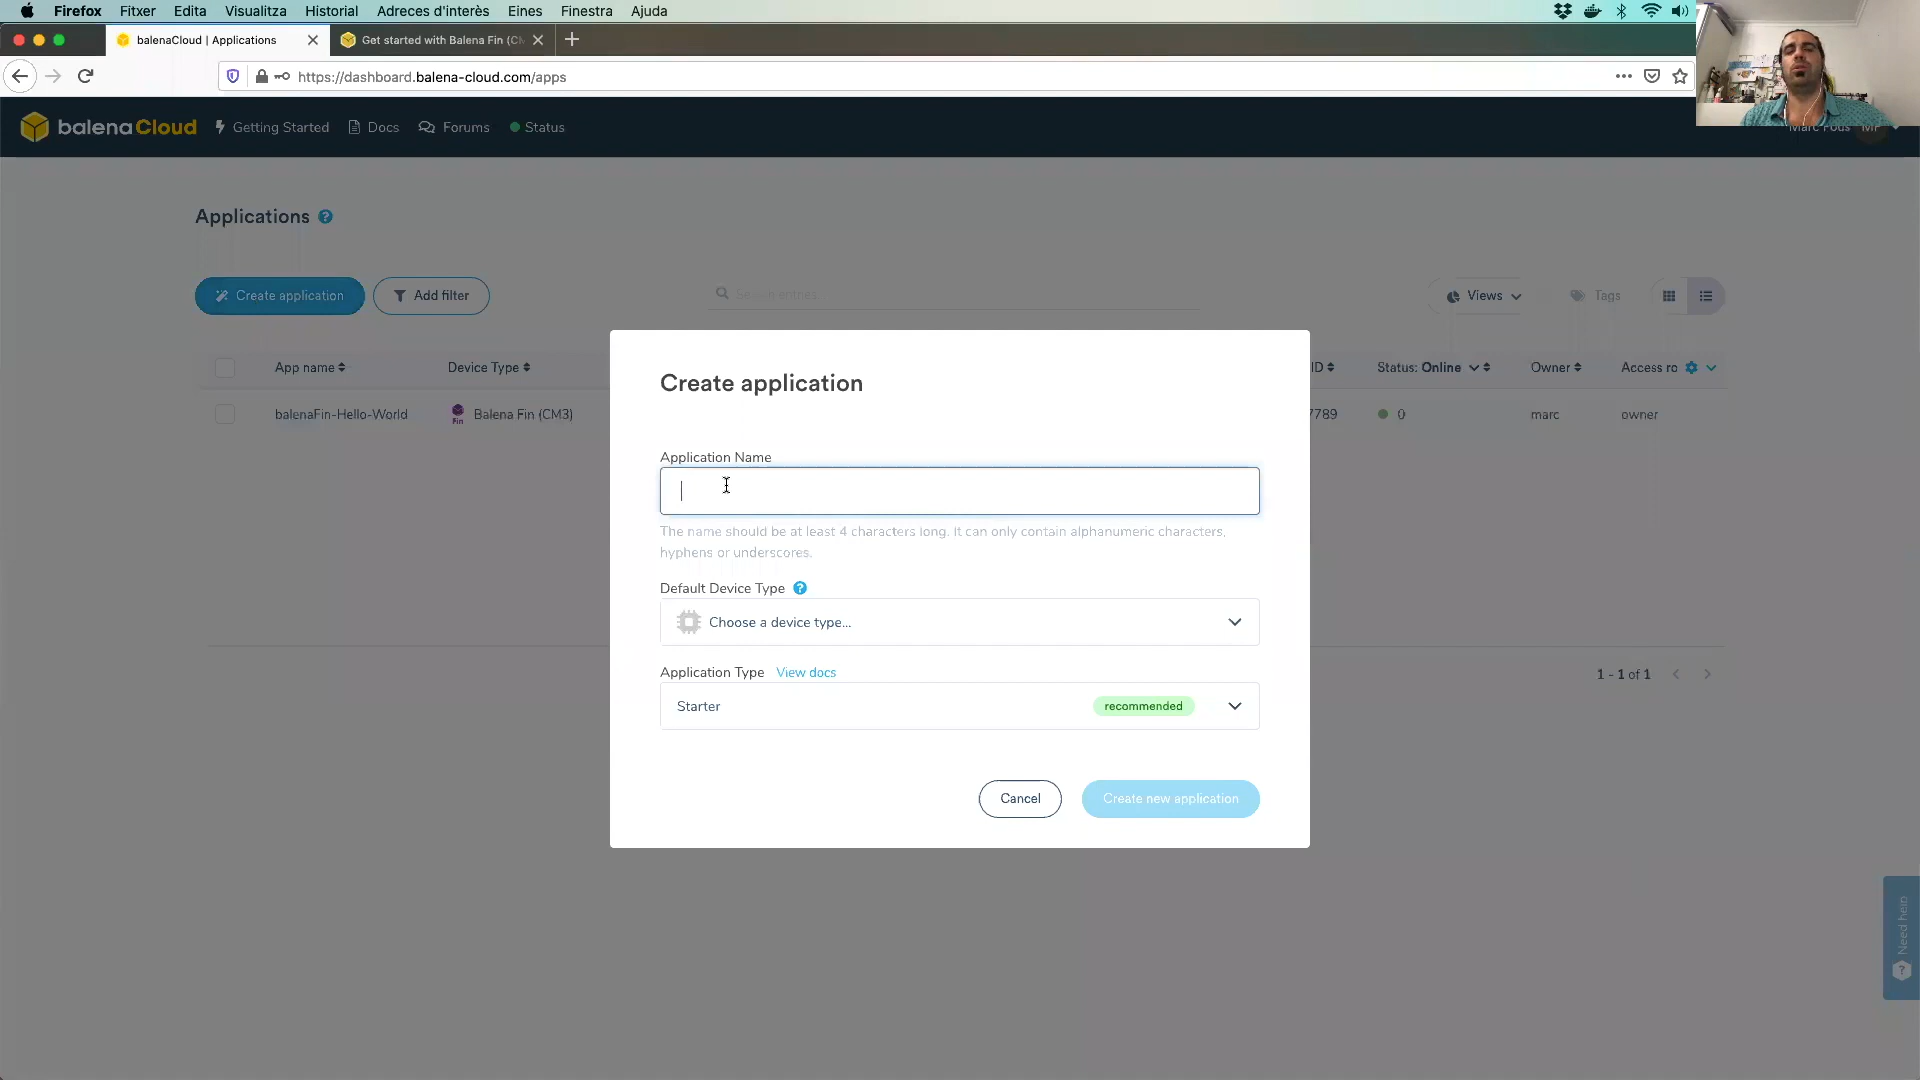 Firefox Fitxer Edita Visualitza Historial Adreces d'interès Eines Finestra Ajuda
balenaCloud | Applications
Get started with Balena Fin (CM
https://dashboard.balena-cloud.com/apps
balenaCloud Getting Started Docs Forums Status
Marc Pous MP
Applications ?
Create application Add filter Search entries Views Tags
App name Device Type ID Status: Online Owner Access ro
balenaFin-Hello-World Fin Balena Fin (CM3) 7789 0 marc owner
Create application
Application Name
The name should be at least 4 characters long. It can only contain alphanumeric characters,
hyphens or underscores.
Default Device Type ?
Choose a device type...
Application Type View docs
Starter recommended
1 - 1 of 1
Cancel Create new application
Need help
?